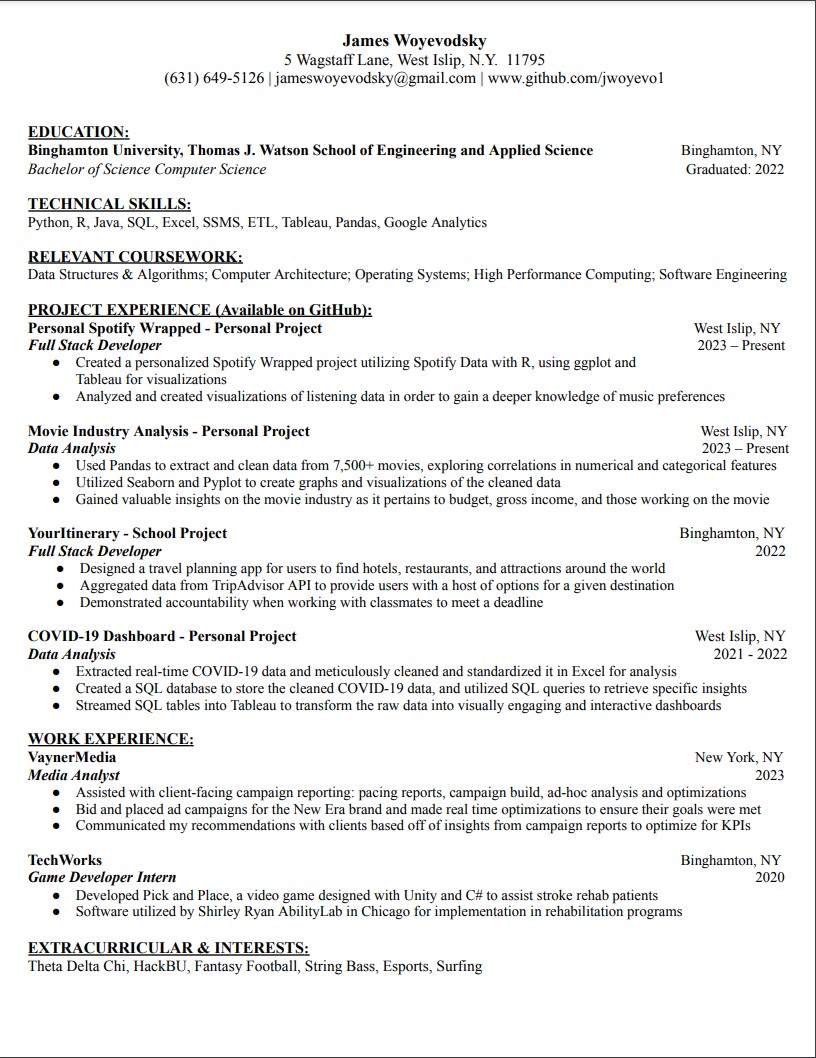 James Woyevodsky
5 Wagstaff Lane, West Islip, N.Y.  11795
(631) 649-5126 | jameswoyevodsky@gmail.com | www.github.com/jwoyevo1
EDUCATION:
Binghamton University, Thomas J. Watson School of Engineering and Applied Science Binghamton, NY
Bachelor of Science Computer Science Graduated: 2022
TECHNICAL SKILLS:
Python, R, Java, SQL, Excel, SSMS, ETL, Tableau, Pandas, Google Analytics
RELEVANT COURSEWORK:
Data Structures & Algorithms; Computer Architecture; Operating Systems; High Performance Computing; Software Engineering
PROJECT EXPERIENCE (Available on GitHub):
Personal Spotify Wrapped - Personal Project West Islip, NY
Full Stack Developer 2023 – Present
● Created a personalized Spotify Wrapped project utilizing Spotify Data with R, using ggplot and
Tableau for visualizations
● Analyzed and created visualizations of listening data in order to gain a deeper knowledge of music preferences
Movie Industry Analysis - Personal Project West Islip, NY
Data Analysis 2023 – Present
● Used Pandas to extract and clean data from 7,500+ movies, exploring correlations in numerical and categorical features
● Utilized Seaborn and Pyplot to create graphs and visualizations of the cleaned data
● Gained valuable insights on the movie industry as it pertains to budget, gross income, and those working on the movie
YourItinerary - School Project Binghamton, NY
Full Stack Developer 2022
● Designed a travel planning app for users to find hotels, restaurants, and attractions around the world
● Aggregated data from TripAdvisor API to provide users with a host of options for a given destination
● Demonstrated accountability when working with classmates to meet a deadline
COVID-19 Dashboard - Personal Project West Islip, NY
Data Analysis 2021 - 2022
● Extracted real-time COVID-19 data and meticulously cleaned and standardized it in Excel for analysis
● Created a SQL database to store the cleaned COVID-19 data, and utilized SQL queries to retrieve specific insights
● Streamed SQL tables into Tableau to transform the raw data into visually engaging and interactive dashboards
WORK EXPERIENCE:
VaynerMedia New York, NY
Media Analyst 2023
● Assisted with client-facing campaign reporting: pacing reports, campaign build, ad-hoc analysis and optimizations
● Bid and placed ad campaigns for the New Era brand and made real time optimizations to ensure their goals were met
● Communicated my recommendations with clients based off of insights from campaign reports to optimize for KPIs
TechWorks Binghamton, NY
Game Developer Intern 2020
● Developed Pick and Place, a video game designed with Unity and C# to assist stroke rehab patients
● Software utilized by Shirley Ryan AbilityLab in Chicago for implementation in rehabilitation programs
EXTRACURRICULAR & INTERESTS:
Theta Delta Chi, HackBU, Fantasy Football, String Bass, Esports, Surfing